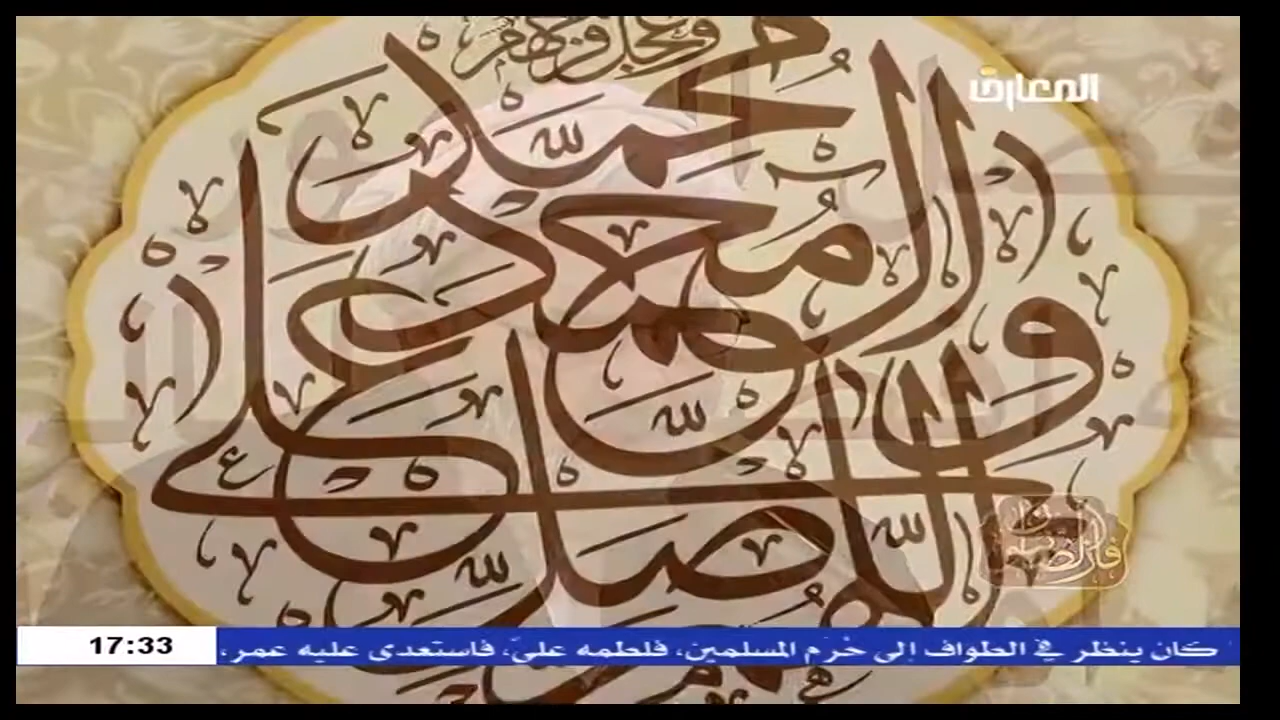 وعجل فرجهم
المعارف
اللهم صل على محمد وآل محمد
17:33
كان ينظر في الطواف إلى حُرَم المسلمين، فلطمه عليّ، فاستعدى عليه عمر،